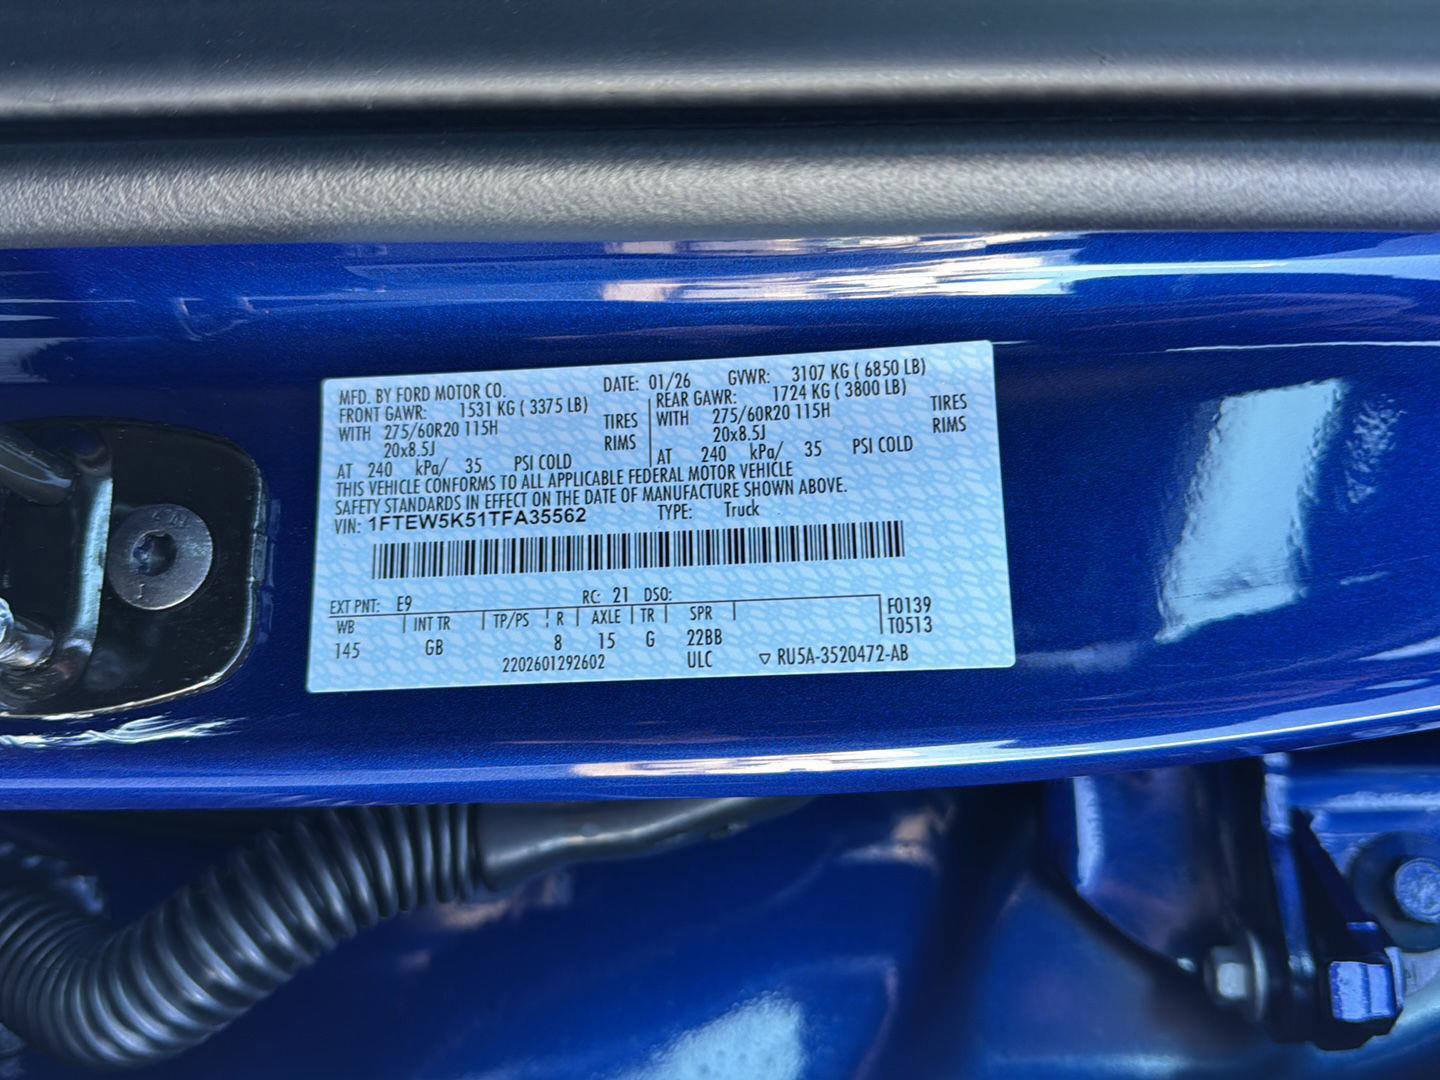 MFD. BY FORD MOTOR CO. DATE: 01/26 GVWR: 3107 KG ( 6850 LB)
FRONT GAWR: 1531 KG ( 3375 LB) REAR GAWR: 1724 KG ( 3800 LB)
WITH 275/60R20 115H TIRES WITH 275/60R20 115H TIRES
20x8.5J RIMS 20x8.5J RIMS
AT 240 kPa/ 35 PSI COLD AT 240 kPa/ 35 PSI COLD
THIS VEHICLE CONFORMS TO ALL APPLICABLE FEDERAL MOTOR VEHICLE
SAFETY STANDARDS IN EFFECT ON THE DATE OF MANUFACTURE SHOWN ABOVE.
VIN: 1FTEW5K51TFA35562 TYPE: Truck
EXT PNT: E9 RC: 21 DSO:
WB INT TR TP/PS R AXLE TR SPR F0139
145 GB 8 15 G 22BB T0513
2202601292602 ULC ▽ RU5A-3520472-AB